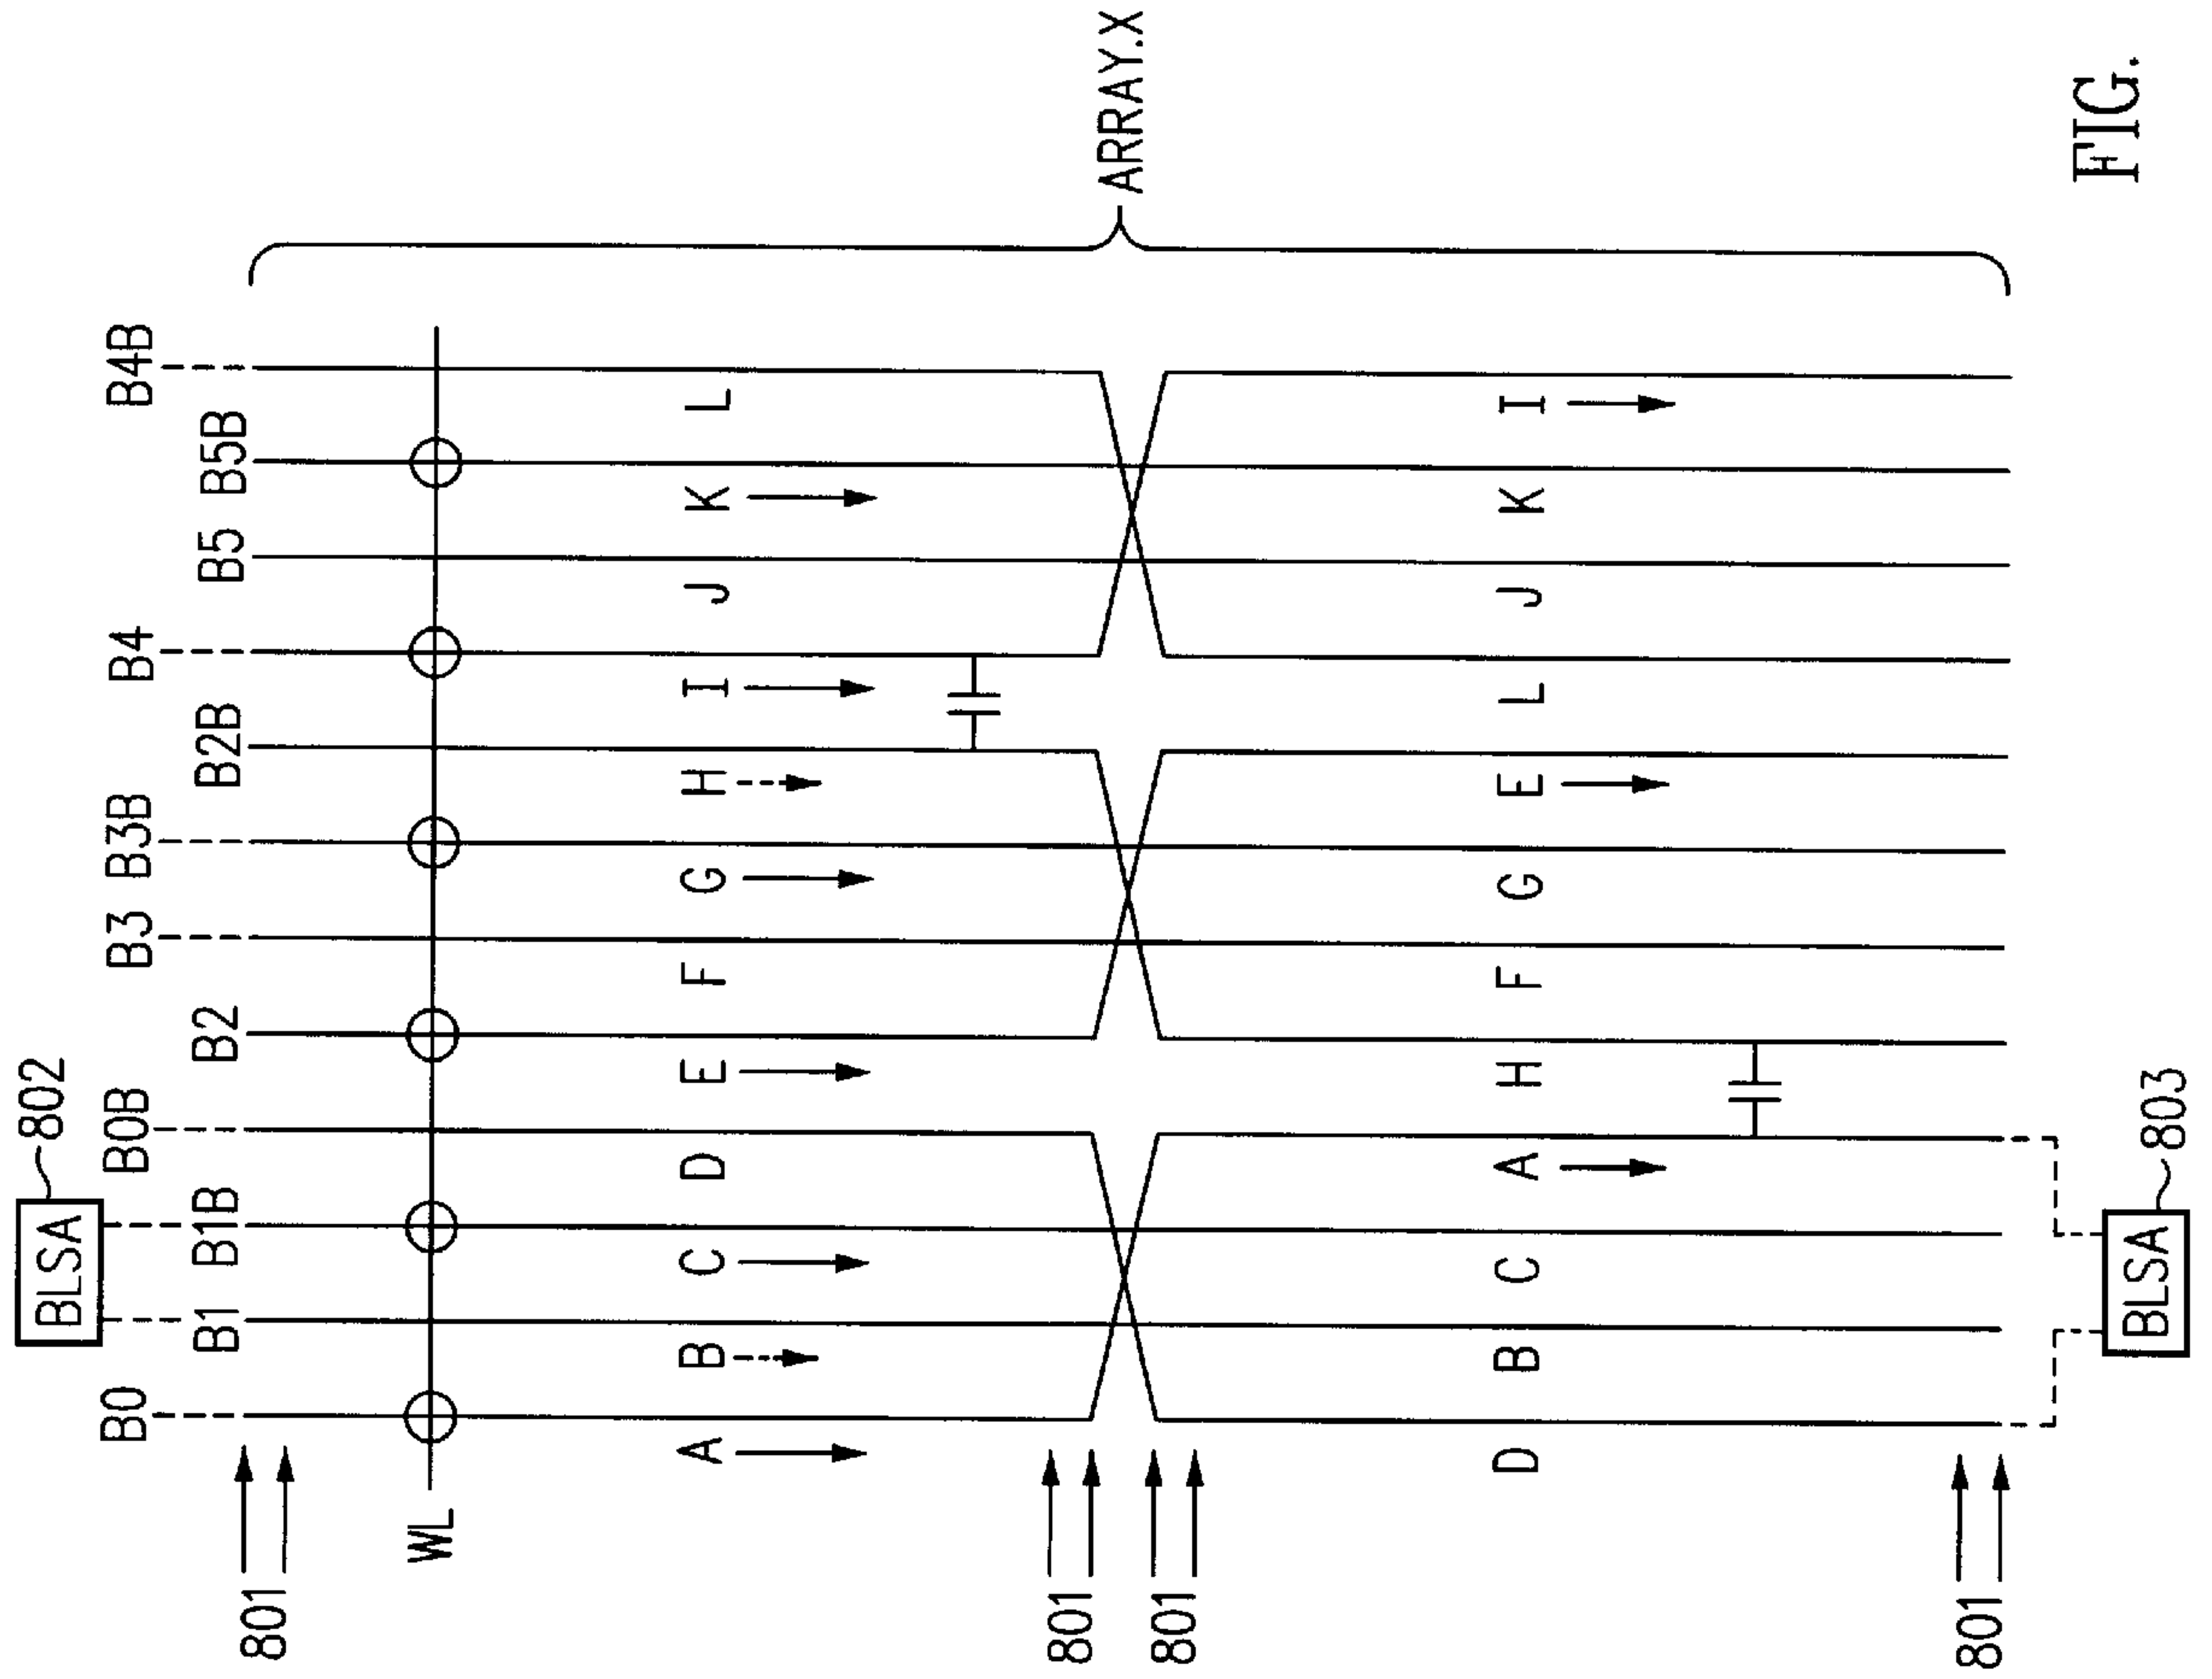 BLSA 802
B0 B1 B1B B0B B2 B3 B3B B2B B4 B5 B5B B4B
801
WL
A B C D E F G H I J K L
801
801
ARRAY.X
D B C A H F G E L J K I
801
BLSA 803
FIG.